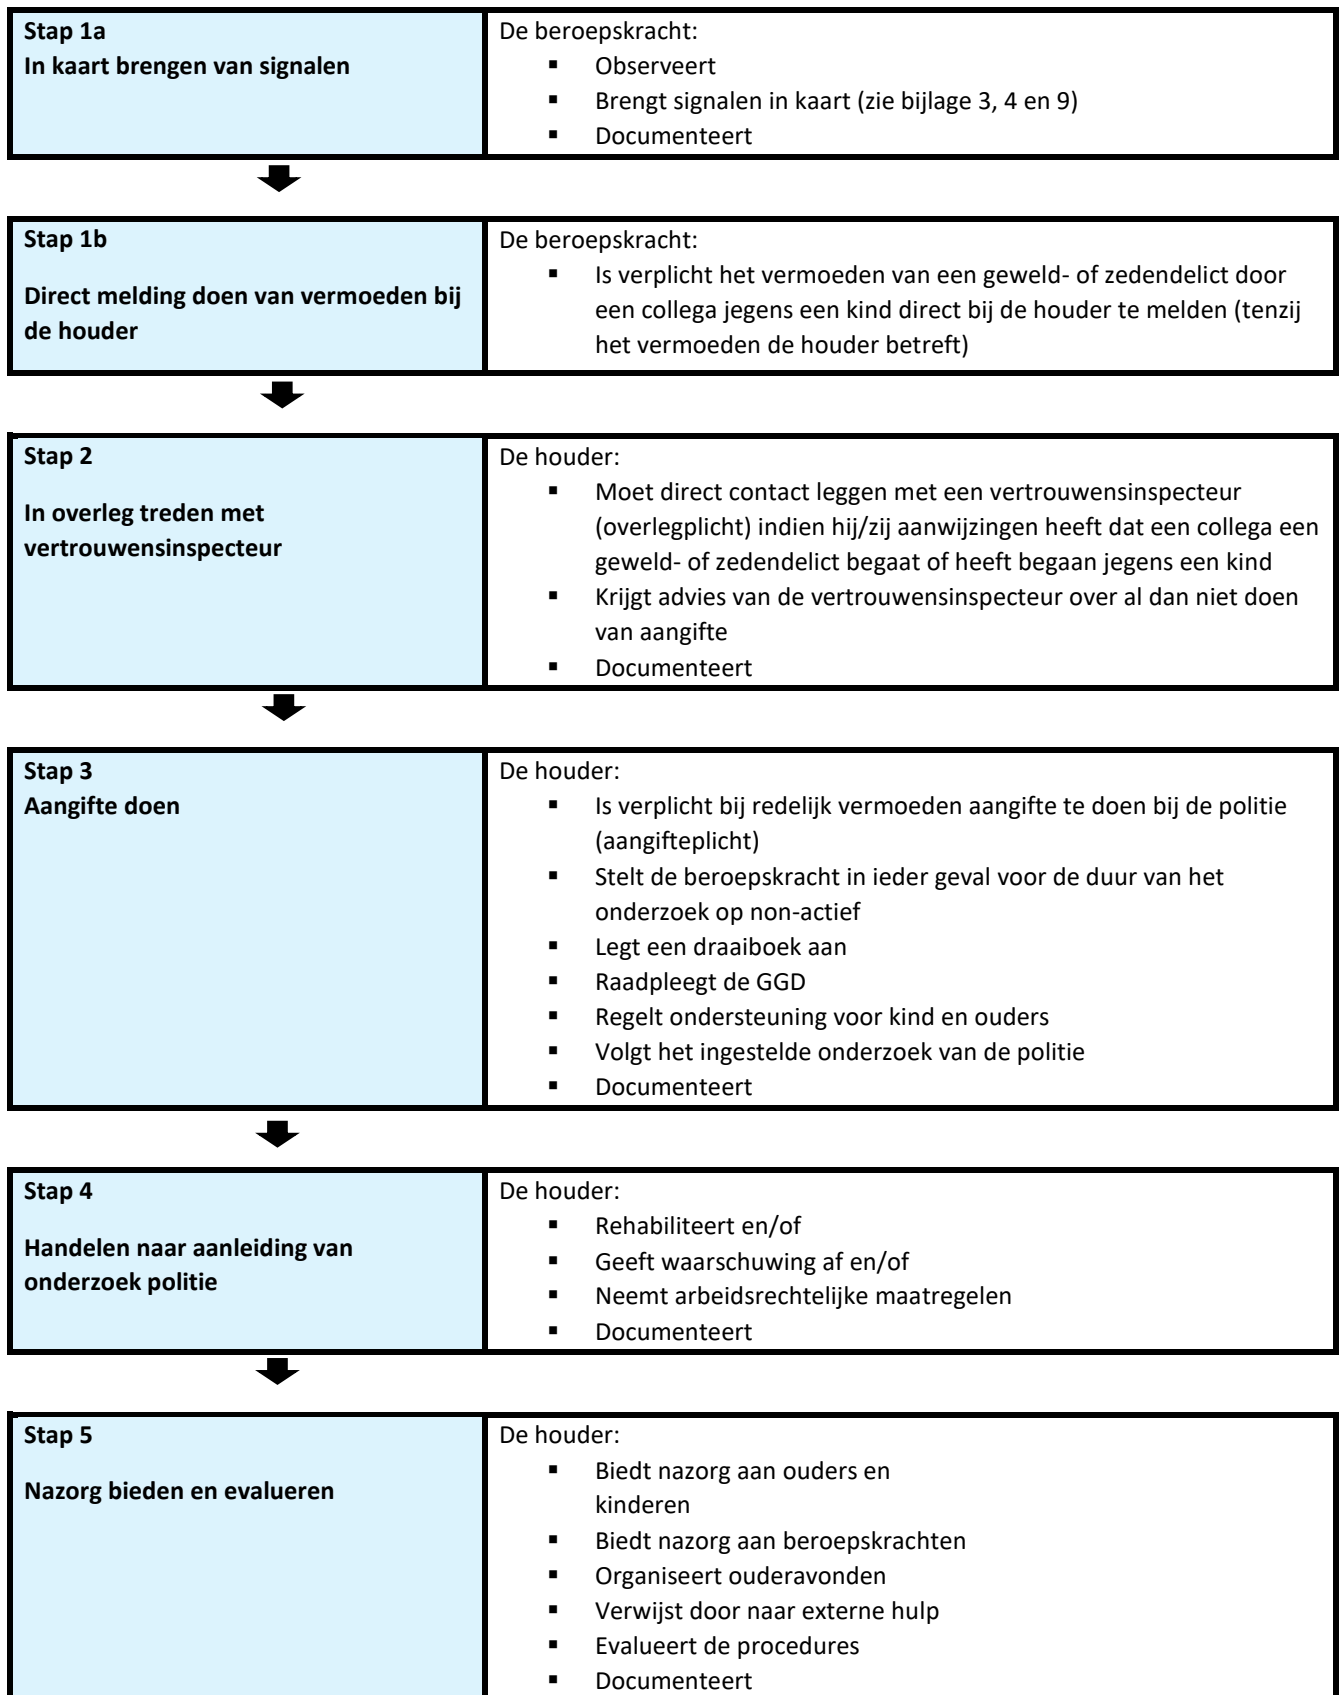 Stap 1a
In kaart brengen van signalen
De beroepskracht:
▪ Observeert
▪ Brengt signalen in kaart (zie bijlage 3, 4 en 9)
▪ Documenteert
Stap 1b
Direct melding doen van vermoeden bij
de houder
De beroepskracht:
▪ Is verplicht het vermoeden van een geweld- of zedendelict door
een collega jegens een kind direct bij de houder te melden (tenzij
het vermoeden de houder betreft)
Stap 2
In overleg treden met
vertrouwensinspecteur
De houder:
▪ Moet direct contact leggen met een vertrouwensinspecteur
(overlegplicht) indien hij/zij aanwijzingen heeft dat een collega een
geweld- of zedendelict begaat of heeft begaan jegens een kind
▪ Krijgt advies van de vertrouwensinspecteur over al dan niet doen
van aangifte
▪ Documenteert
Stap 3
Aangifte doen
De houder:
▪ Is verplicht bij redelijk vermoeden aangifte te doen bij de politie
(aangifteplicht)
▪ Stelt de beroepskracht in ieder geval voor de duur van het
onderzoek op non-actief
▪ Legt een draaiboek aan
▪ Raadpleegt de GGD
▪ Regelt ondersteuning voor kind en ouders
▪ Volgt het ingestelde onderzoek van de politie
▪ Documenteert
Stap 4
Handelen naar aanleiding van
onderzoek politie
De houder:
▪ Rehabiliteert en/of
▪ Geeft waarschuwing af en/of
▪ Neemt arbeidsrechtelijke maatregelen
▪ Documenteert
Stap 5
Nazorg bieden en evalueren
De houder:
▪ Biedt nazorg aan ouders en
kinderen
▪ Biedt nazorg aan beroepskrachten
▪ Organiseert ouderavonden
▪ Verwijst door naar externe hulp
▪ Evalueert de procedures
▪ Documenteert